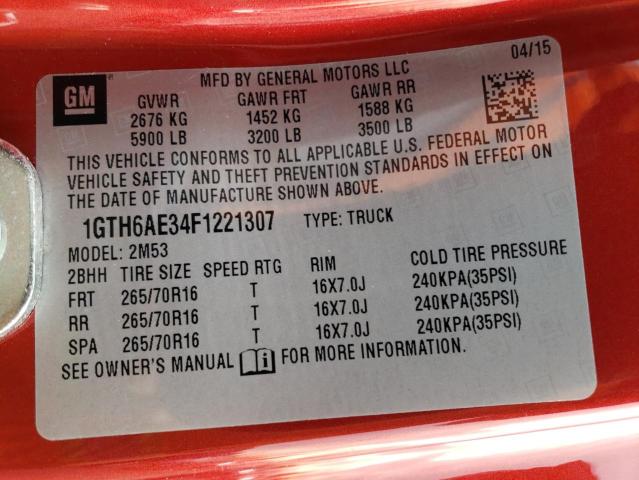 GM
MFD BY GENERAL MOTORS LLC 04/15
GVWR GAWR FRT GAWR RR
2676 KG 1452 KG 1588 KG
5900 LB 3200 LB 3500 LB
THIS VEHICLE CONFORMS TO ALL APPLICABLE U.S. FEDERAL MOTOR
VEHICLE SAFETY AND THEFT PREVENTION STANDARDS IN EFFECT ON
THE DATE OF MANUFACTURE SHOWN ABOVE.
1GTH6AE34F1221307 TYPE: TRUCK
MODEL: 2M53
2BHH TIRE SIZE SPEED RTG RIM COLD TIRE PRESSURE
FRT 265/70R16 T 16X7.0J 240KPA(35PSI)
RR 265/70R16 T 16X7.0J 240KPA(35PSI)
SPA 265/70R16 T 16X7.0J 240KPA(35PSI)
SEE OWNER'S MANUAL FOR MORE INFORMATION.